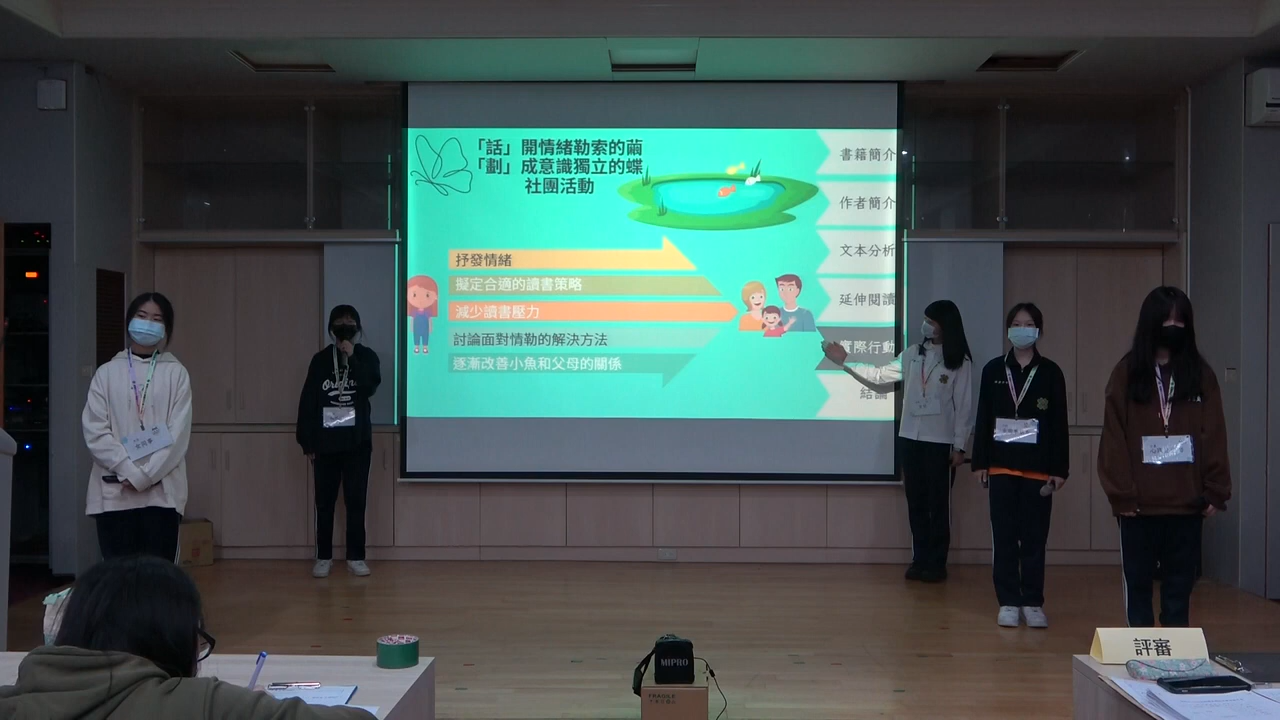 「話」開情緒勒索的繭
「劃」成意識獨立的蝶
社團活動
抒發情緒
擬定合適的讀書策略
減少讀書壓力
討論面對情勒的解決方法
逐漸改善小魚和父母的關係
書籍簡介
作者簡介
文本分析
延伸閱讀
實際行動
結論
評審
MIPRO
FRAGILE